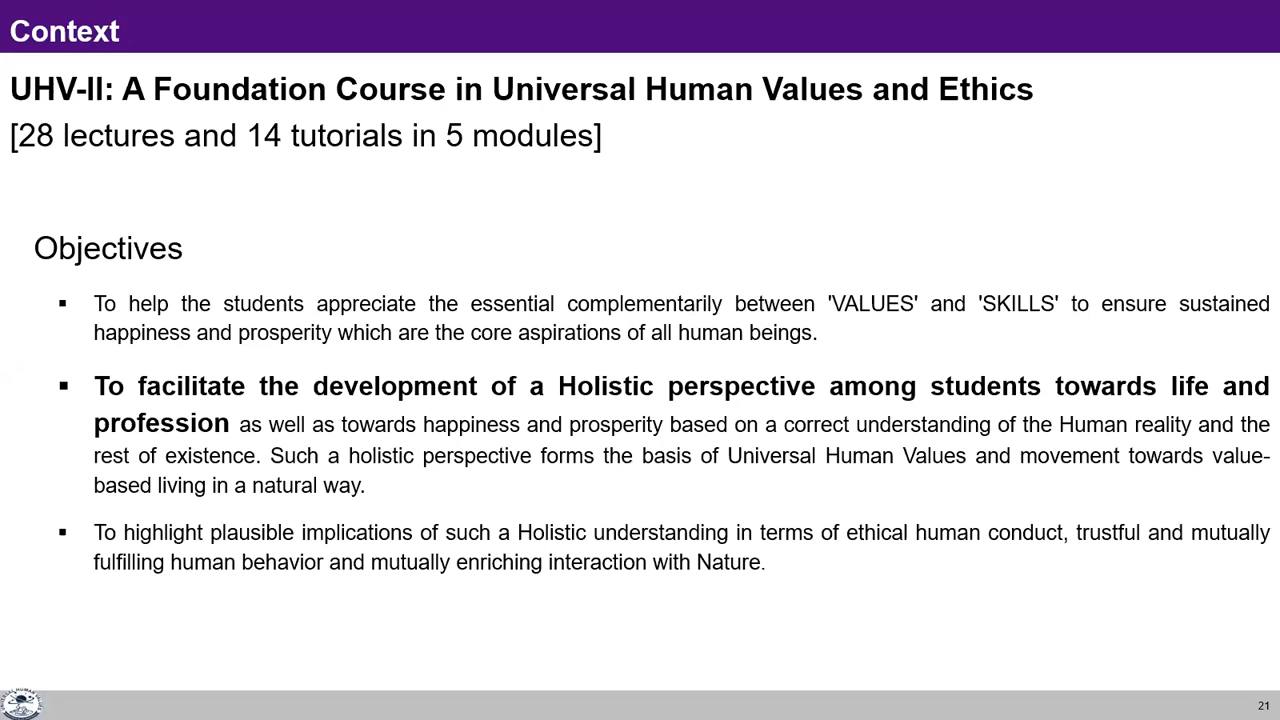 Context
UHV-II: A Foundation Course in Universal Human Values and Ethics
[28 lectures and 14 tutorials in 5 modules]
Objectives
▪ To help the students appreciate the essential complementarily between 'VALUES' and 'SKILLS' to ensure sustained
happiness and prosperity which are the core aspirations of all human beings.
▪ To facilitate the development of a Holistic perspective among students towards life and
profession as well as towards happiness and prosperity based on a correct understanding of the Human reality and the
rest of existence. Such a holistic perspective forms the basis of Universal Human Values and movement towards value-
based living in a natural way.
▪ To highlight plausible implications of such a Holistic understanding in terms of ethical human conduct, trustful and mutually
fulfilling human behavior and mutually enriching interaction with Nature.
21